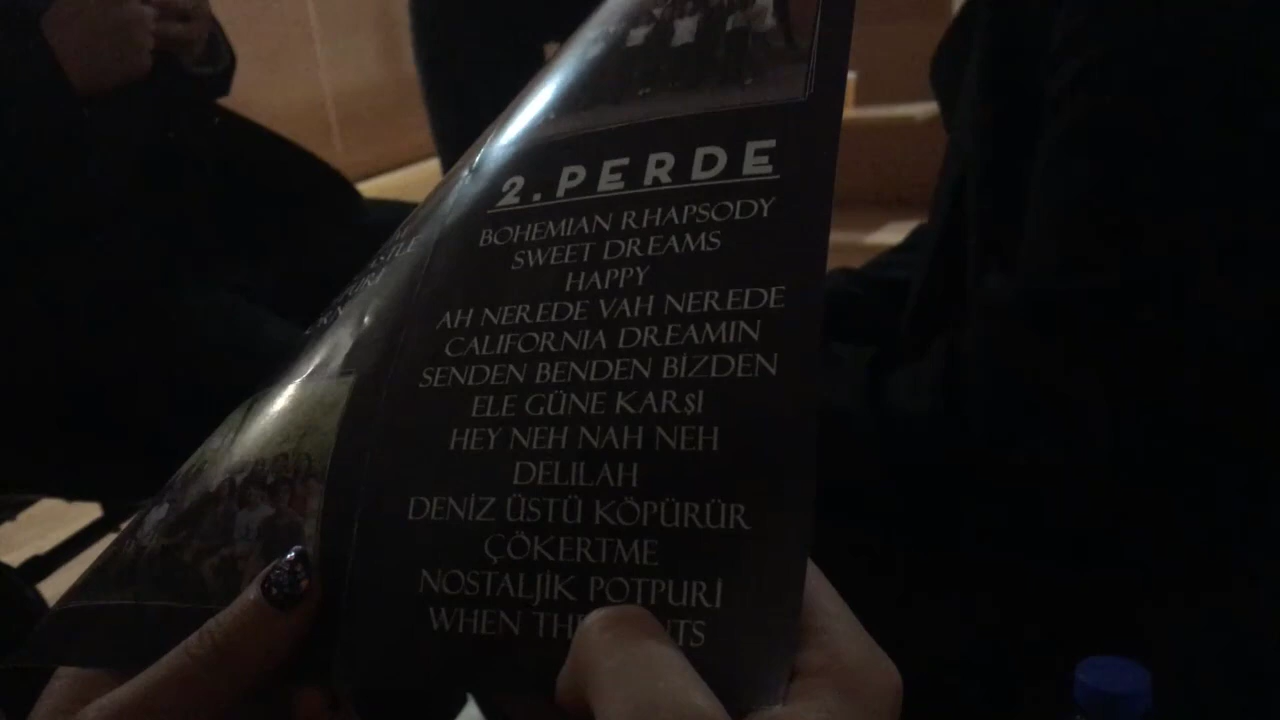 2. PERDE
BOHEMIAN RHAPSODY
SWEET DREAMS
HAPPY
AH NEREDE VAH NEREDE
CALIFORNIA DREAMIN
SENDEN BENDEN BİZDEN
ELE GÜNE KARŞI
HEY NEH NAH NEH
DELILAH
DENİZ ÜSTÜ KÖPÜRÜR
ÇÖKERTME
NOSTALJİK POTPURİ
WHEN